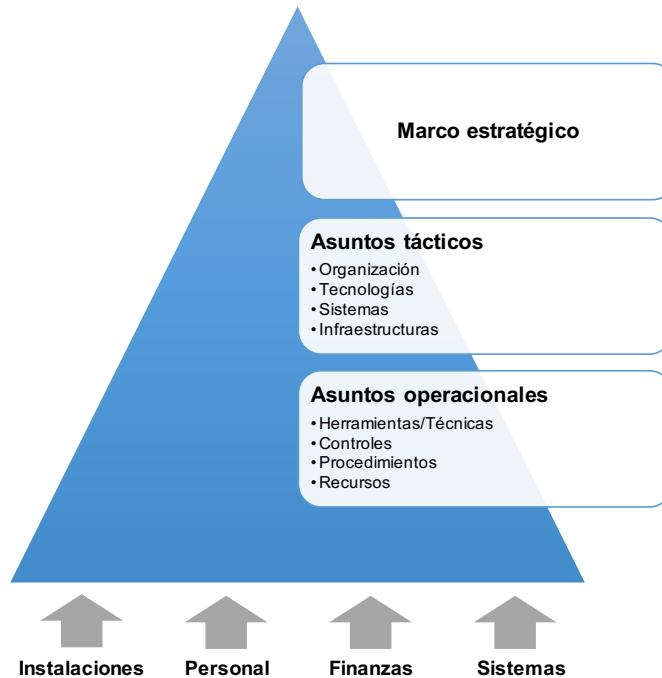 Marco estratégico
Asuntos tácticos
•Organización
•Tecnologías
•Sistemas
•Infraestructuras
Asuntos operacionales
•Herramientas/Técnicas
•Controles
•Procedimientos
•Recursos
Instalaciones Personal Finanzas Sistemas